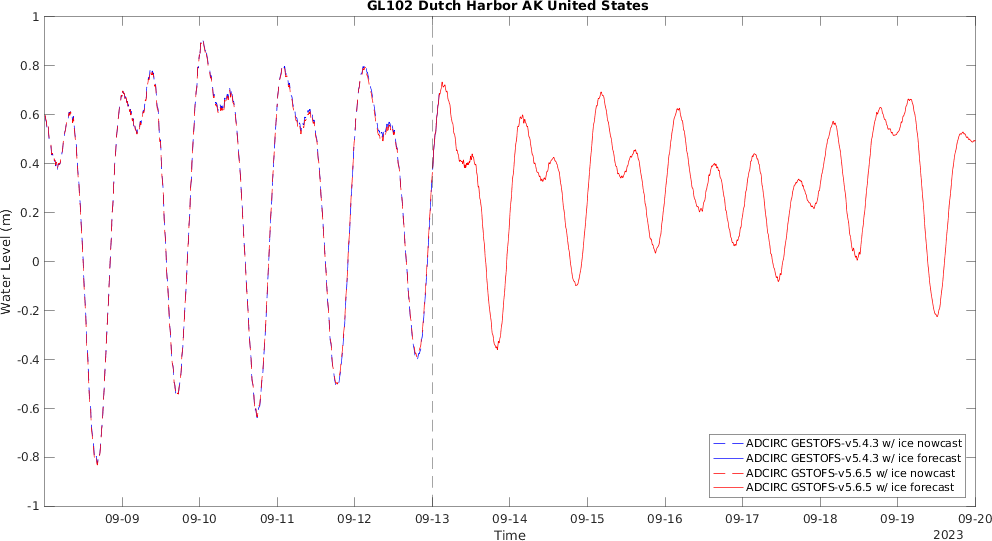 GL102 Dutch Harbor AK United States
1
0.8
0.6
0.4
0.2
0
-0.2
-0.4
-0.6
-0.8
-1
Water Level (m)
ADCIRC GESTOFS-v5.4.3 w/ ice nowcast
ADCIRC GESTOFS-v5.4.3 w/ ice forecast
ADCIRC GSTOFS-v5.6.5 w/ ice nowcast
ADCIRC GSTOFS-v5.6.5 w/ ice forecast
09-09 09-10 09-11 09-12 09-13 09-14 09-15 09-16 09-17 09-18 09-19 09-20
Time
2023